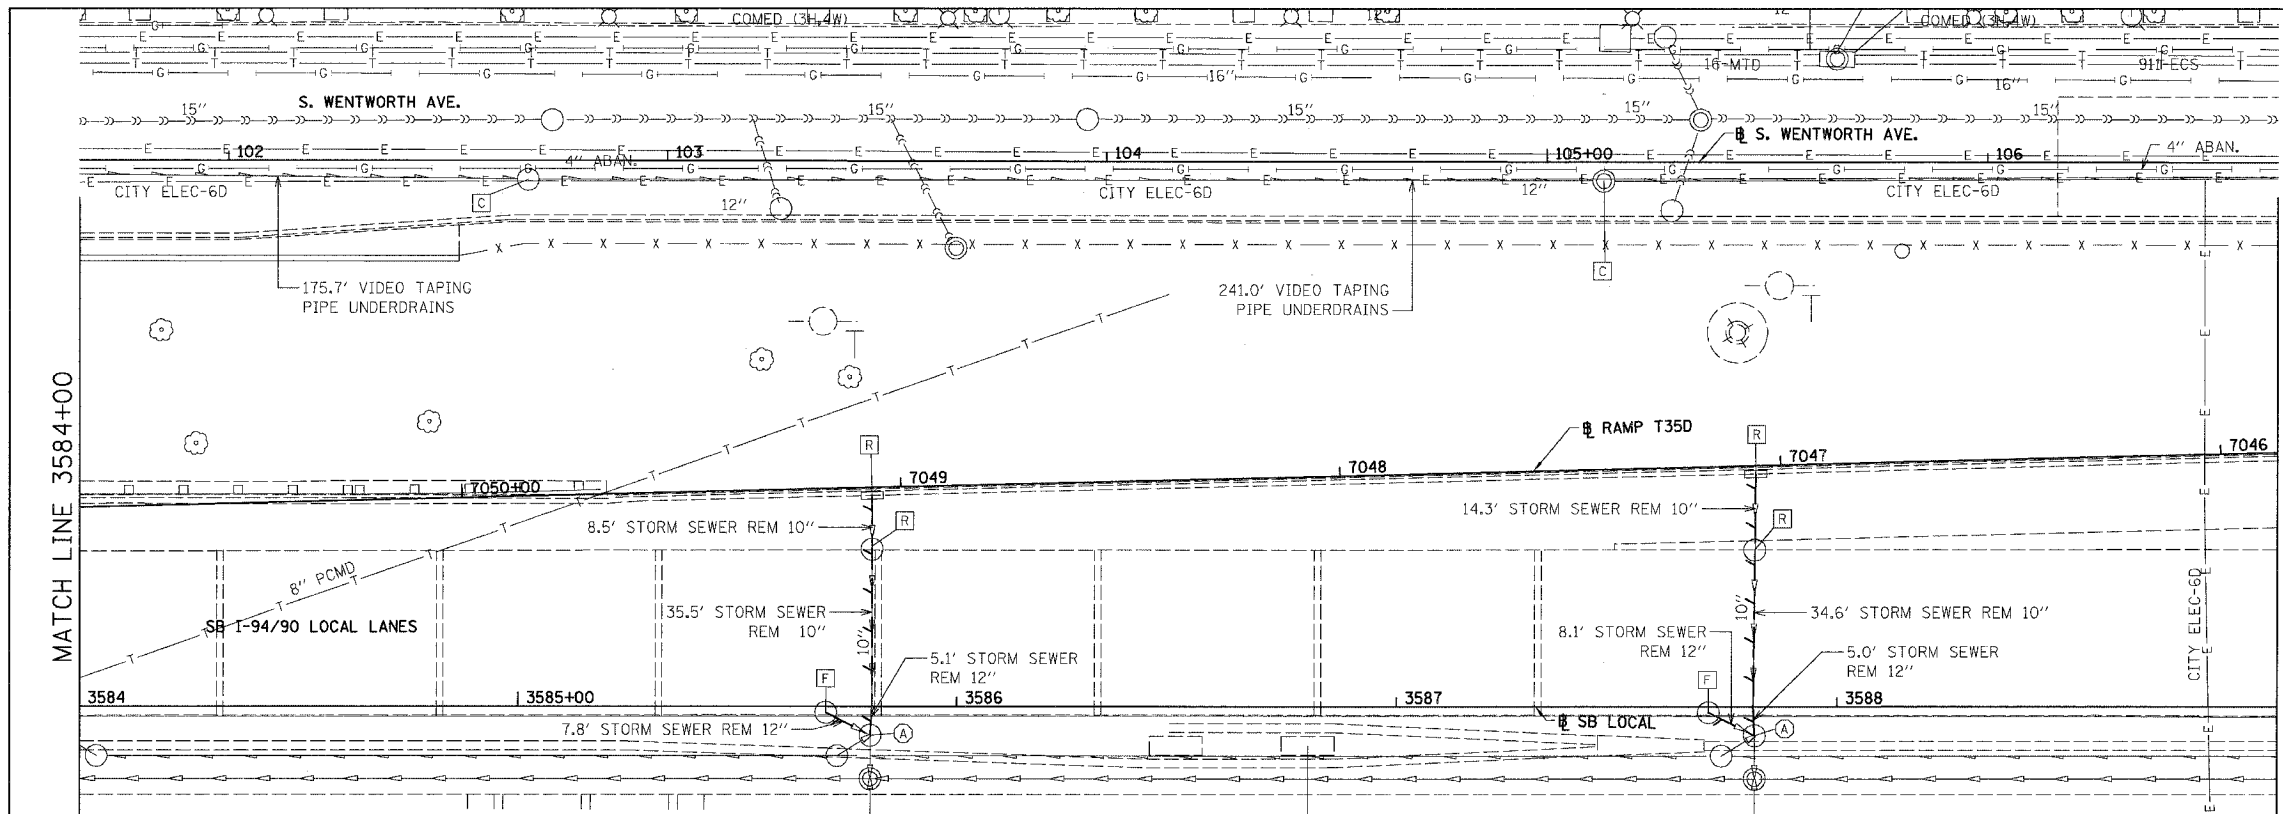 COMED (3H,4W)
COMED (3H,4W)
12"
12"
16-MTD
911-ECS
16"
16"
S. WENTWORTH AVE.
15"
15"
15"
15"
15"
℄ S. WENTWORTH AVE.
102
103
104
105+00
106
4" ABAN.
4" ABAN.
CITY ELEC-6D
CITY ELEC-6D
CITY ELEC-6D
12"
12"
C
C
175.7' VIDEO TAPING
PIPE UNDERDRAINS
241.0' VIDEO TAPING
PIPE UNDERDRAINS
MATCH LINE 3584+00
R
R
℄ RAMP T35D
7050+00
7049
7048
7047
7046
8.5' STORM SEWER REM 10"
R
14.3' STORM SEWER REM 10"
R
8" PCMD
SB I-94/90 LOCAL LANES
35.5' STORM SEWER
REM 10"
10"
10"
34.6' STORM SEWER REM 10"
8.1' STORM SEWER
REM 12"
5.1' STORM SEWER
REM 12"
5.0' STORM SEWER
REM 12"
CITY ELEC-6D
F
F
3584
3585+00
3586
3587
3588
7.8' STORM SEWER REM 12"
A
℄ SB LOCAL
A